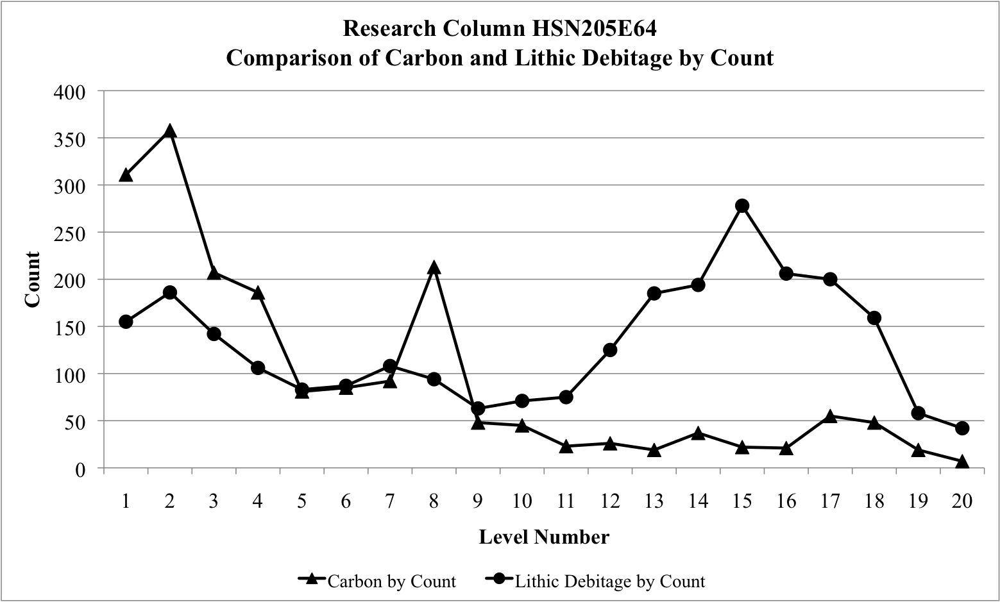 Research Column HSN205E64
Comparison of Carbon and Lithic Debitage by Count
400
350
300
250
200
150
100
50
0
Count
1 2 3 4 5 6 7 8 9 10 11 12 13 14 15 16 17 18 19 20
Level Number
Carbon by Count Lithic Debitage by Count